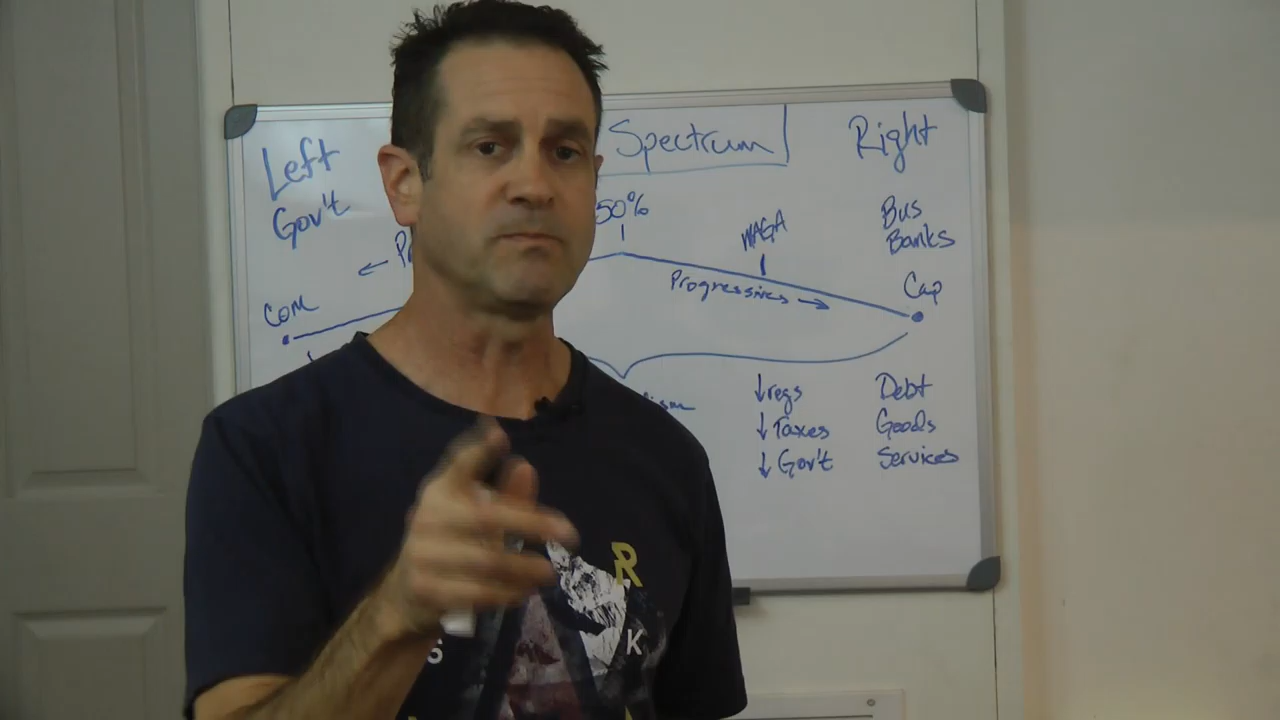 Left
Spectrum
Right
Gov't
50%
MAGA
Bus
Banks
←
Progressives →
Cap
Com
↓regs
↓Taxes
↓Gov't
Debt
Goods
Services
R
S
K